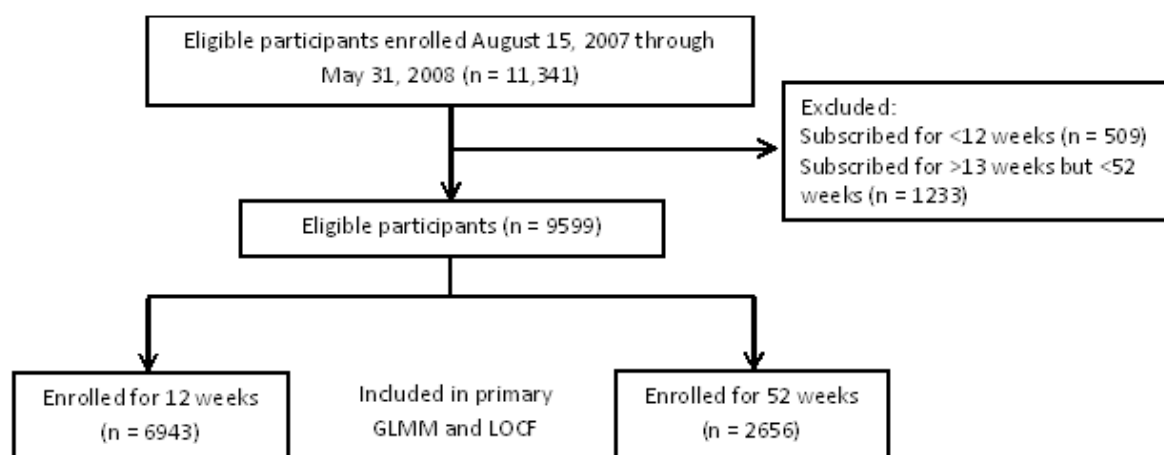 Eligible participants enrolled August 15, 2007 through
May 31, 2008 (n = 11,341)
Excluded:
Subscribed for <12 weeks (n = 509)
Subscribed for >13 weeks but <52
weeks (n = 1233)
Eligible participants (n = 9599)
Enrolled for 12 weeks
(n = 6943)
Included in primary
GLMM and LOCF
Enrolled for 52 weeks
(n = 2656)